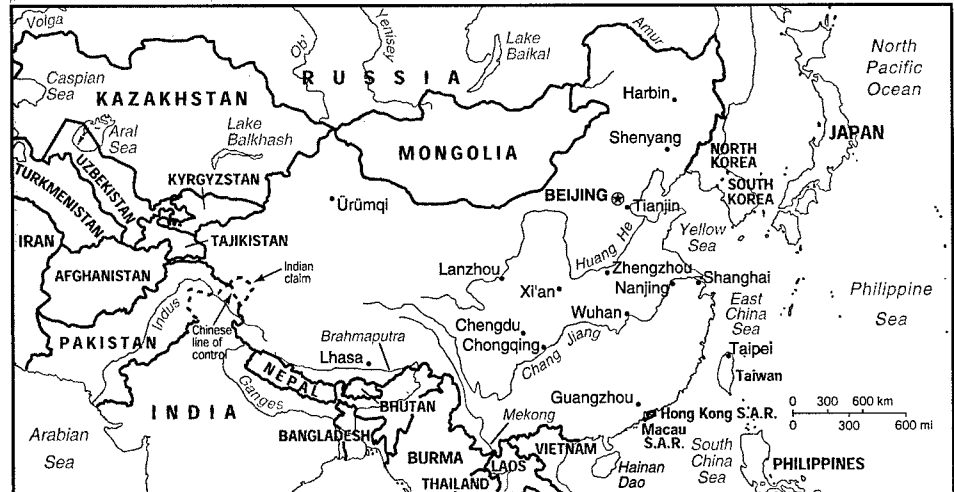 Volga
Ob'
Yenisey
Lake
Baikal
Amur
North
Pacific
Ocean
RUSSIA
Caspian
Sea
KAZAKHSTAN
Harbin
Aral
Sea
Lake
Balkhash
Shenyang
JAPAN
MONGOLIA
NORTH
KOREA
UZBEKISTAN
TURKMENISTAN
KYRGYZSTAN
SOUTH
KOREA
Ürümqi
BEIJING
Tianjin
IRAN
TAJIKISTAN
Yellow
Sea
Huang He
AFGHANISTAN
Indian
claim
Lanzhou
Zhengzhou
Xi'an
Nanjing
Shanghai
Indus
Philippine
Sea
East
China
Sea
Wuhan
Chinese
line of
control
PAKISTAN
Brahmaputra
Chengdu
Chongqing
Chang Jiang
Lhasa
Taipei
Taiwan
NEPAL
Ganges
INDIA
BHUTAN
Guangzhou
Hong Kong S.A.R.
Macau
S.A.R.
0 300 600 km
0 300 600 mi
Mekong
BANGLADESH
Arabian
Sea
BURMA
VIETNAM
LAOS
Hainan
Dao
South
China
Sea
PHILIPPINES
THAILAND